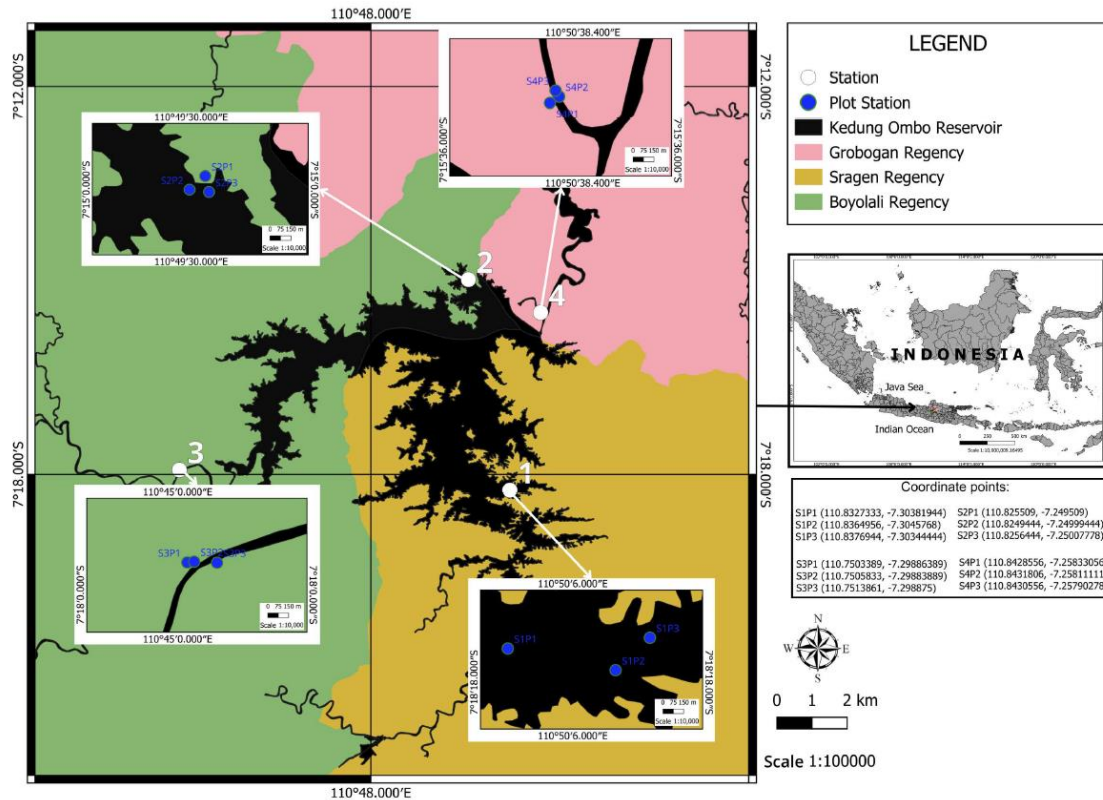 110°48.000′E
7°12.000′S
7°12.000′S
110°50′38.400″E
S4P3
S4P2
S4P1
7°15′36.000″S
7°15′36.000″S
0 75 150 m
Scale 1:10,000
110°50′38.400″E
110°49′30.000″E
S2P1
S2P2
S2P3
7°15′0.000″S
7°15′0.000″S
0 75 150 m
Scale 1:10,000
110°49′30.000″E
2
4
3
1
7°18.000′S
7°18.000′S
110°45′0.000″E
S3P1
S3P2
S3P3
7°18′0.000″S
7°18′0.000″S
0 75 150 m
Scale 1:10,000
110°45′0.000″E
110°50′6.000″E
S1P1
S1P3
S1P2
7°18′18.000″S
7°18′18.000″S
0 75 150 m
Scale 1:10,000
110°50′6.000″E
110°48.000′E
LEGEND
Station
Plot Station
Kedung Ombo Reservoir
Grobogan Regency
Sragen Regency
Boyolali Regency
INDONESIA
Java Sea
Indian Ocean
Coordinate points:
S1P1 (110.8327333, -7.30381944) S2P1 (110.825509, -7.249509)
S1P2 (110.8364956, -7.3045768) S2P2 (110.8249444, -7.24999444)
S1P3 (110.8376944, -7.30344444) S2P3 (110.8256444, -7.25007778)
S3P1 (110.7503389, -7.29886389) S4P1 (110.8428556, -7.25833056)
S3P2 (110.7505833, -7.29883889) S4P2 (110.8431806, -7.25811111)
S3P3 (110.7513861, -7.298875) S4P3 (110.8430556, -7.25790278)
N
W E
S
0 1 2 km
Scale 1:100000